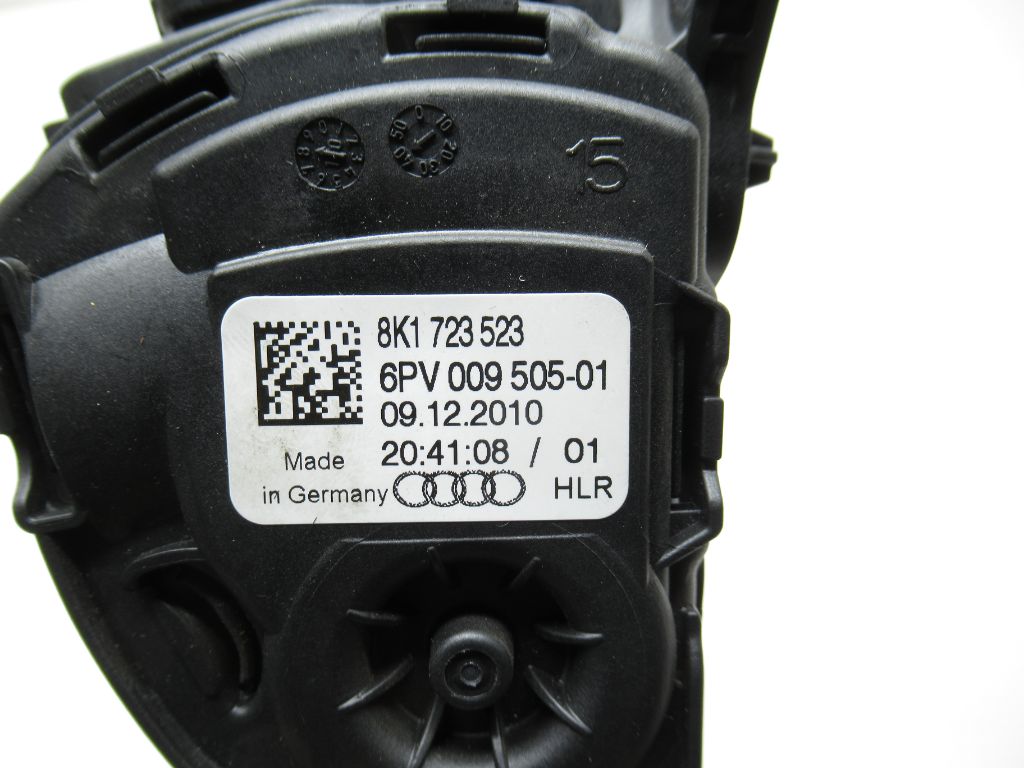 15
8K1 723 523
6PV 009 505-01
09.12.2010
20:41:08 / 01
Made
in Germany
HLR